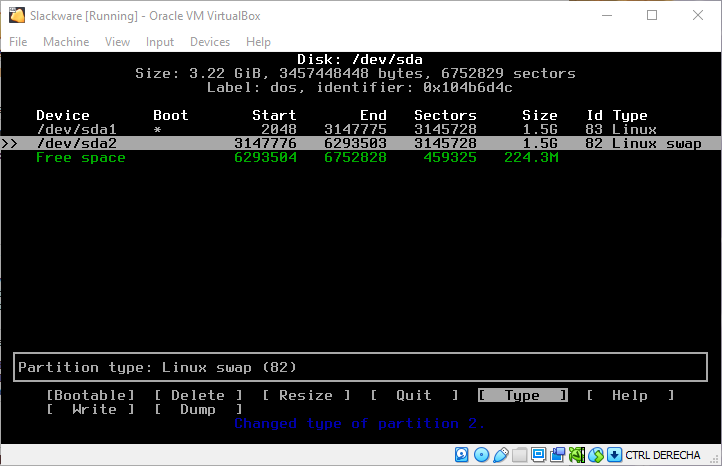 Slackware [Running] - Oracle VM VirtualBox
File Machine View Input Devices Help
Disk: /dev/sda
Size: 3.22 GiB, 3457448448 bytes, 6752829 sectors
Label: dos, identifier: 0x104b6d4c
Device Boot Start End Sectors Size Id Type
/dev/sda1 * 2048 3147775 3145728 1.5G 83 Linux
>> /dev/sda2 3147776 6293503 3145728 1.5G 82 Linux swap
Free space 6293504 6752828 459325 224.3M
Partition type: Linux swap (82)
[Bootable] [ Delete ] [ Resize ] [ Quit ] [ Type ] [ Help ]
[ Write ] [ Dump ]
Changed type of partition 2.
CTRL DERECHA